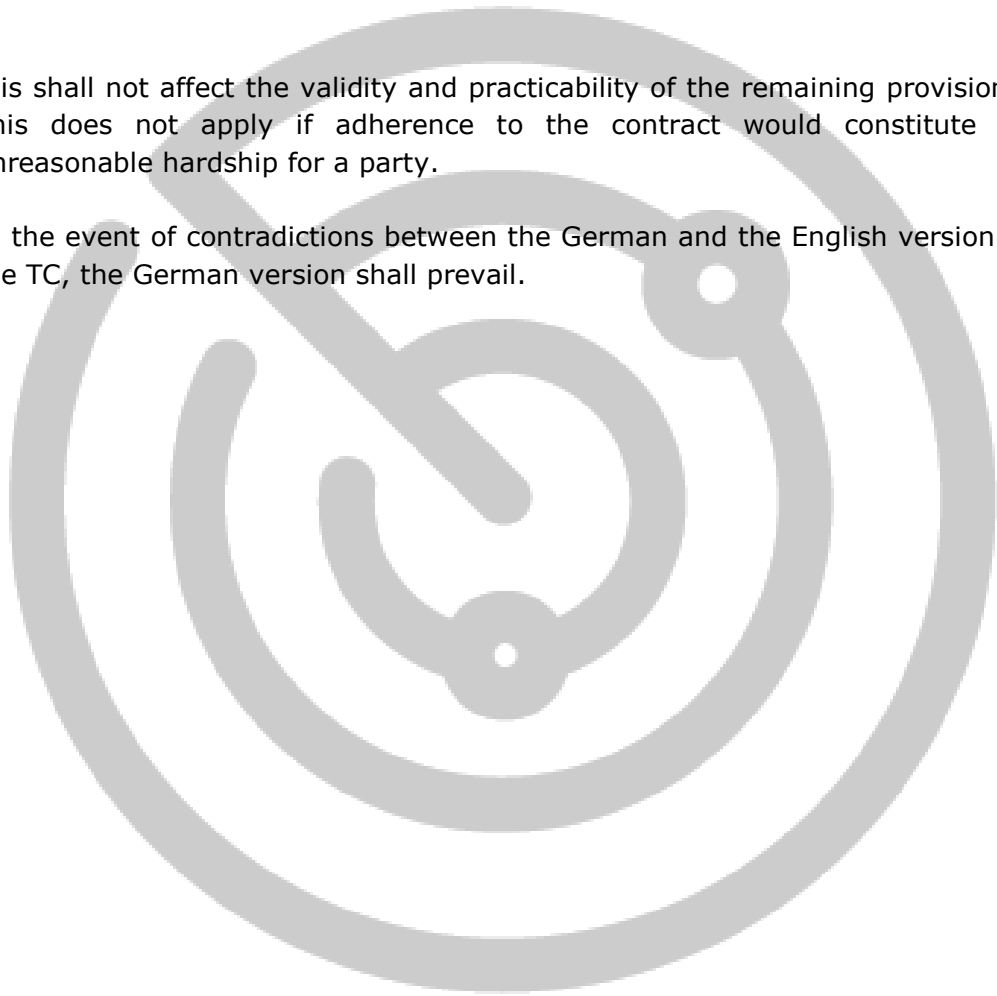 is shall not affect the validity and practicability of the remaining provision
his does not apply if adherence to the contract would constitute
nreasonable hardship for a party.
the event of contradictions between the German and the English version
e TC, the German version shall prevail.